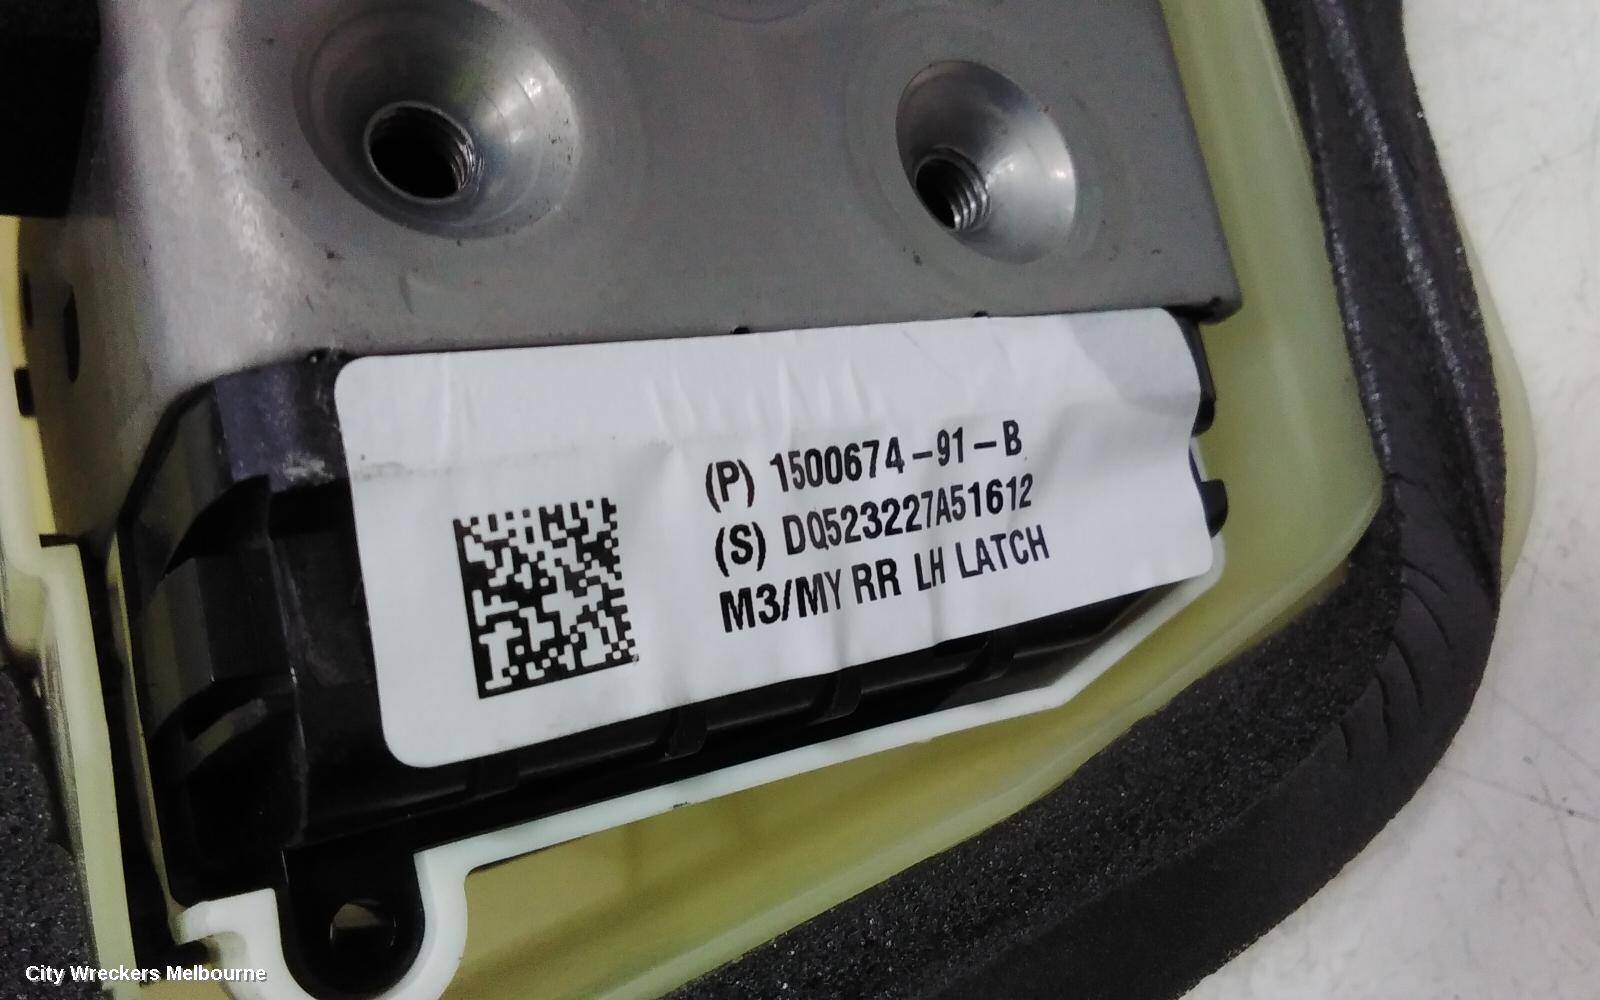 (P) 1500674-91-B
(S) DQ523227A51612
M3/MY RR LH LATCH
City Wreckers Melbourne